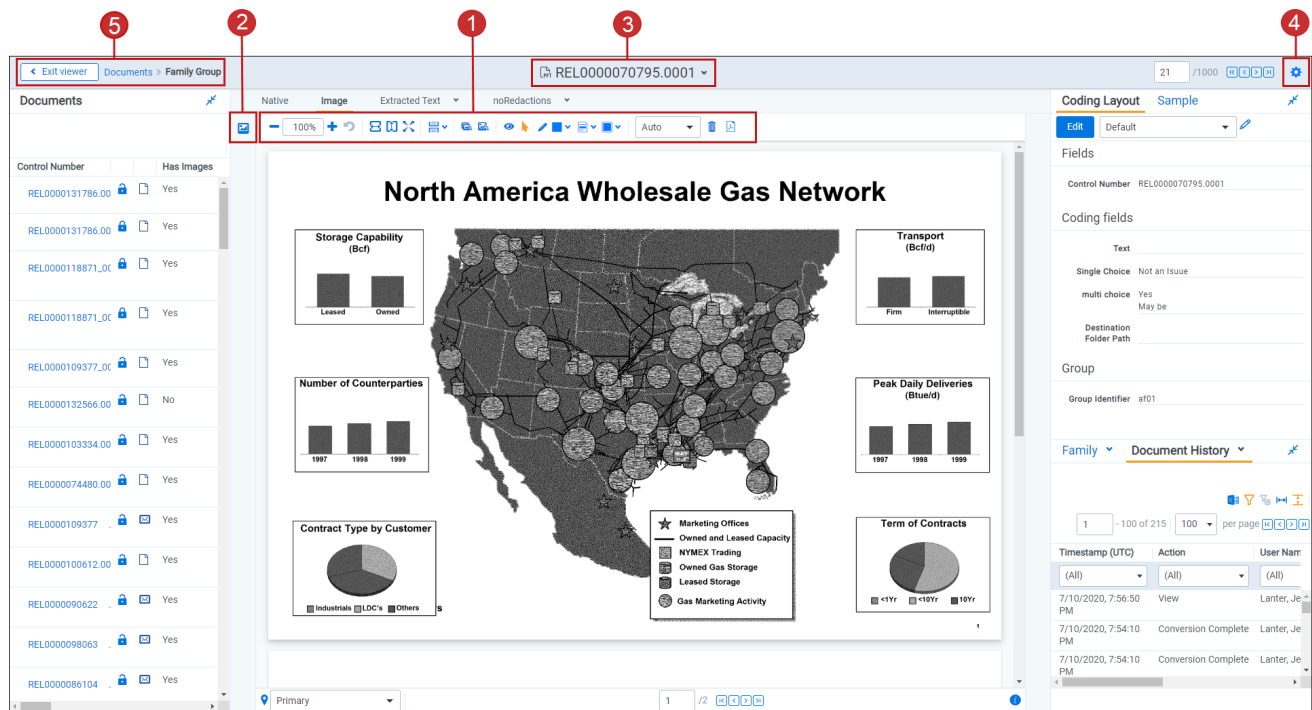 5
2
1
3
4
Exit viewer
Documents > Family Group
REL0000070795.0001
21 /1000
Documents
Native Image Extracted Text noRedactions
Coding Layout Sample
100%
Auto
Edit Default
Control Number Has Images
REL0000131786.00 Yes
REL0000131786.00 Yes
REL0000118871_00 Yes
REL0000118871_00 Yes
REL0000109377_00 Yes
REL0000132566.00 No
REL0000103334.00 Yes
REL0000074480.00 Yes
REL0000109377 . Yes
REL0000100612.00 Yes
REL0000090622 . Yes
REL0000098063 . Yes
REL0000086104 . Yes
North America Wholesale Gas Network
Storage Capability
(Bcf)
Leased Owned
Transport
(Bcf/d)
Firm Interruptible
Number of Counterparties
1997 1998 1999
Peak Daily Deliveries
(Btue/d)
1997 1998 1999
Contract Type by Customer
Industrials LDC's Others s
Marketing Offices
Owned and Leased Capacity
NYMEX Trading
Owned Gas Storage
Leased Storage
Gas Marketing Activity
Term of Contracts
<1Yr <10Yr 10Yr
1
Primary
1 /2
Fields
Control Number REL0000070795.0001
Coding fields
Text
Single Choice Not an Isuue
multi choice Yes
May be
Destination
Folder Path
Group
Group Identifier af01
Family Document History
1 - 100 of 215 100 per page
Timestamp (UTC) Action User Nam
(All) (All) (All)
7/10/2020, 7:56:50 View Lanter, Je
PM
7/10/2020, 7:54:10 Conversion Complete Lanter, Je
PM
7/10/2020, 7:54:10 Conversion Complete Lanter, Je
PM